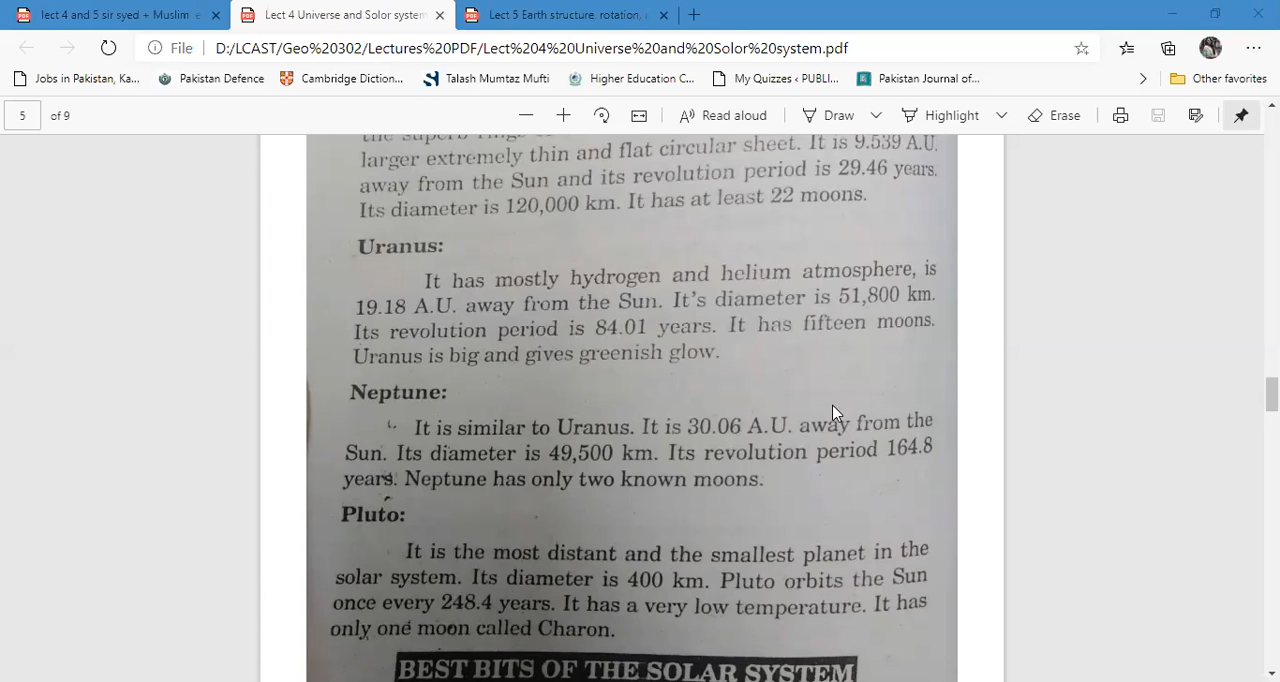 lect 4 and 5 sir syed + Muslim
Lect 4 Universe and Solor system
Lect 5 Earth structure, rotation,
File D:/LCAST/Geo%20302/Lectures%20PDF/Lect%204%20Universe%20and%20Solor%20system.pdf
Jobs in Pakistan, Ka... Pakistan Defence Cambridge Diction... Talash Mumtaz Mufti Higher Education C... My Quizzes ‹ PUBLI... Pakistan Journal of... Other favorites
5 of 9 Read aloud Draw Highlight Erase
larger extremely thin and flat circular sheet. It is 9.539 A.U.
away from the Sun and its revolution period is 29.46 years.
Its diameter is 120,000 km. It has at least 22 moons.
Uranus:
It has mostly hydrogen and helium atmosphere, is
19.18 A.U. away from the Sun. It's diameter is 51,800 km.
Its revolution period is 84.01 years. It has fifteen moons.
Uranus is big and gives greenish glow.
Neptune:
It is similar to Uranus. It is 30.06 A.U. away from the
Sun. Its diameter is 49,500 km. Its revolution period 164.8
years. Neptune has only two known moons.
Pluto:
It is the most distant and the smallest planet in the
solar system. Its diameter is 400 km. Pluto orbits the Sun
once every 248.4 years. It has a very low temperature. It has
only one moon called Charon.
BEST BITS OF THE SOLAR SYSTEM